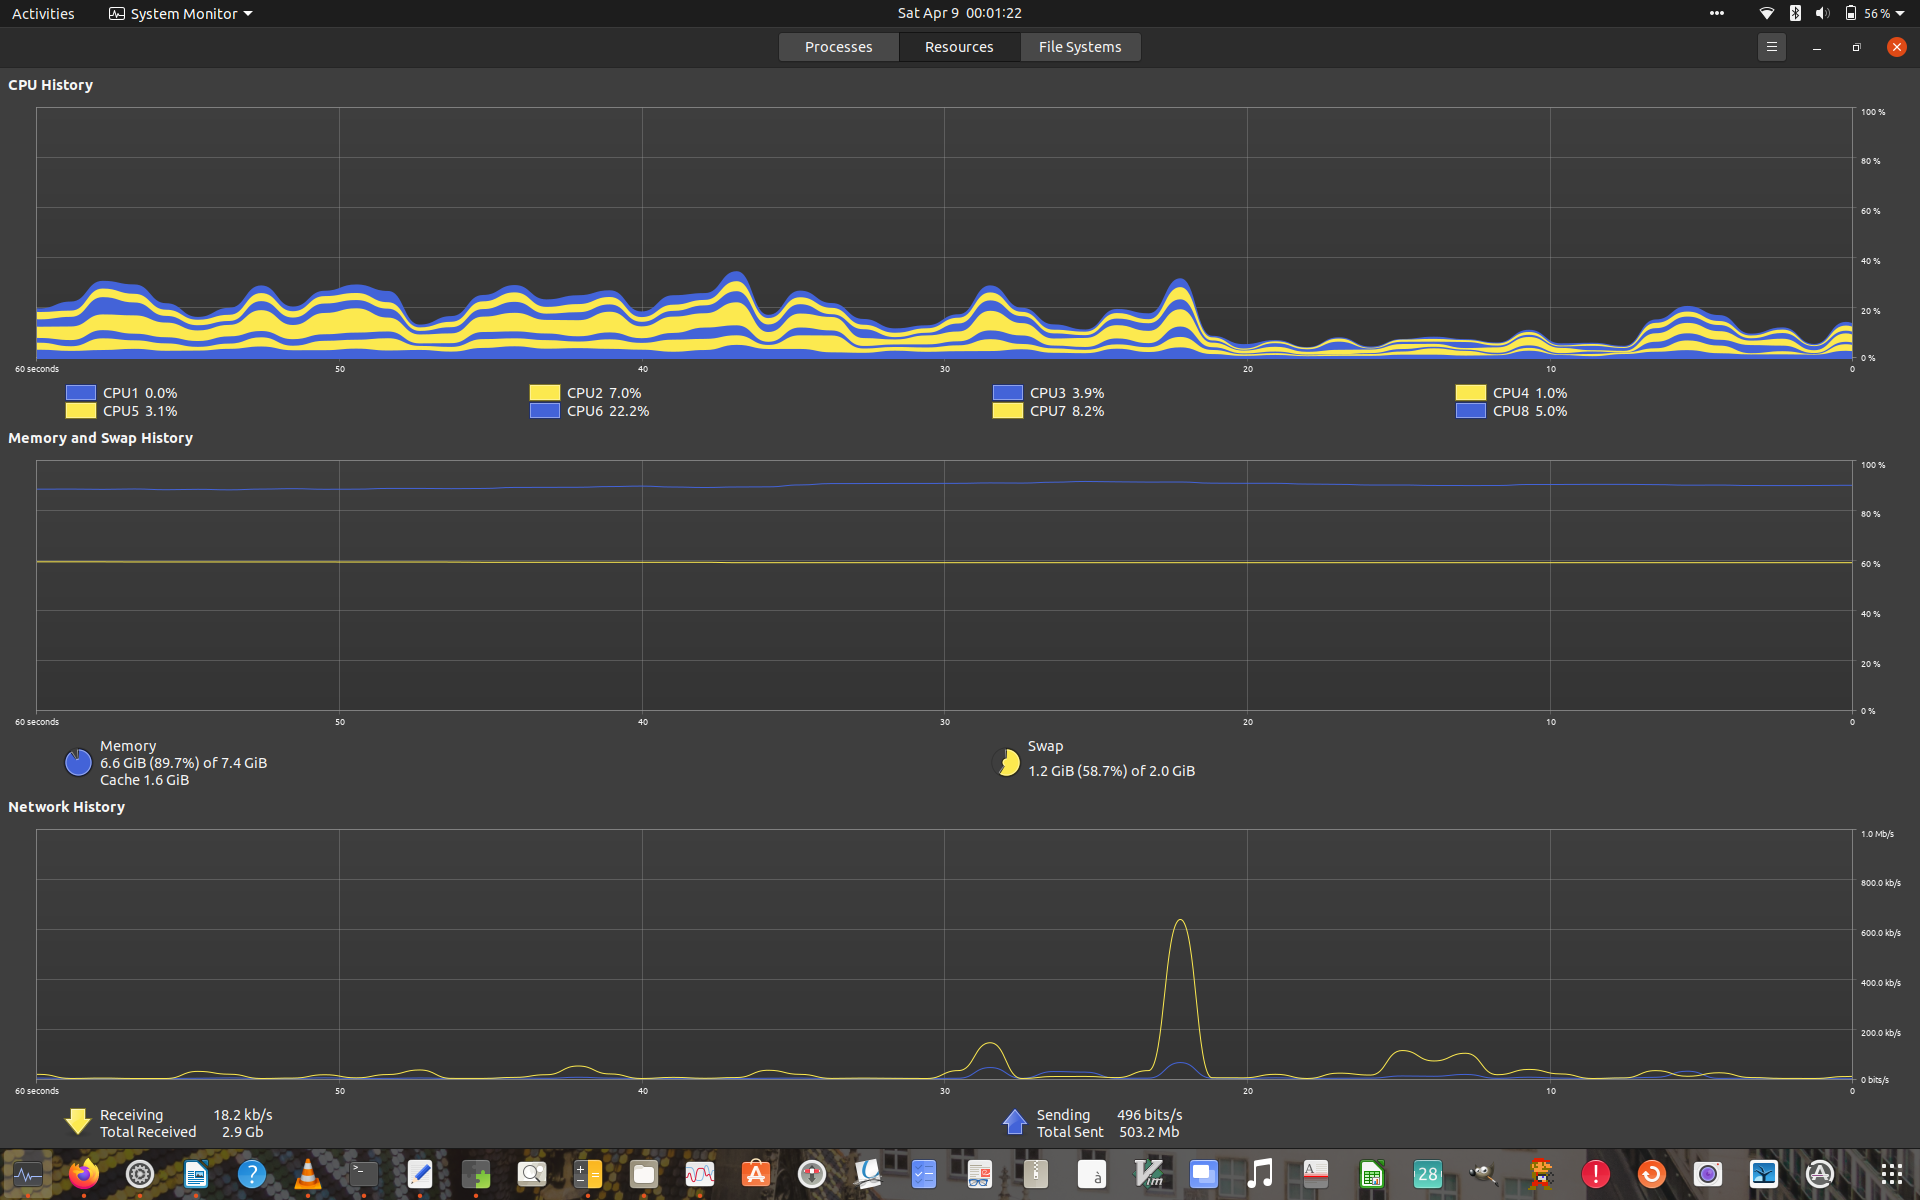 Activities System Monitor Sat Apr 9 00:01:22 56 %
Processes Resources File Systems
CPU History
100 %
80 %
60 %
40 %
20 %
0 %
60 seconds 50 40 30 20 10 0
CPU1 0.0% CPU2 7.0% CPU3 3.9% CPU4 1.0%
CPU5 3.1% CPU6 22.2% CPU7 8.2% CPU8 5.0%
Memory and Swap History
100 %
80 %
60 %
40 %
20 %
0 %
60 seconds 50 40 30 20 10 0
Memory
6.6 GiB (89.7%) of 7.4 GiB
Cache 1.6 GiB
Swap
1.2 GiB (58.7%) of 2.0 GiB
Network History
1.0 Mb/s
800.0 kb/s
600.0 kb/s
400.0 kb/s
200.0 kb/s
0 bits/s
60 seconds 50 40 30 20 10 0
Receiving 18.2 kb/s
Total Received 2.9 Gb
Sending 496 bits/s
Total Sent 503.2 Mb
? >_ à Vim A 28 !